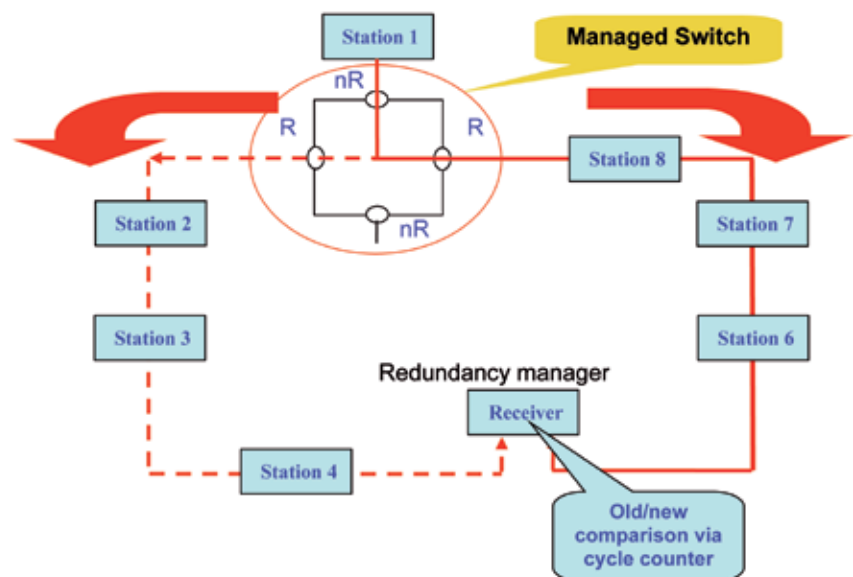 Station 1
Managed Switch
nR
R
R
Station 8
Station 2
nR
Station 7
Station 3
Station 6
Redundancy manager
Receiver
Station 4
Old/new
comparison via
cycle counter